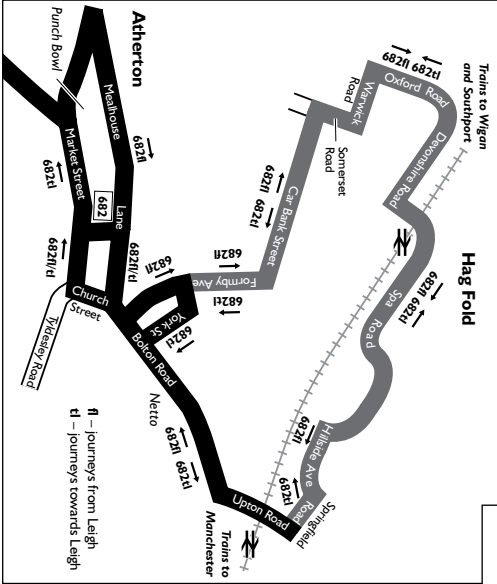 Trains to Wigan
and Southport
Hag Fold
682fl 682tl
Oxford Road
Devonshire Road
Warwick
Road
Somerset
Road
682fl
682tl
Car Bank Street
682fl
682tl
Spa Road
Atherton
Punch Bowl
Mealhouse
Lane
682fl
Market Street
682tl
682
682fl/tl
682fl/tl
682fl
682fl
Formby Ave
682tl
York St
682tl
Church
Street
Tyldesley Road
Bolton Road
Netto
682fl
682tl
682fl
Hillside Ave
682tl
Springfield
Road
Upton Road
Trains to
Manchester
fl – journeys from Leigh
tl – journeys towards Leigh